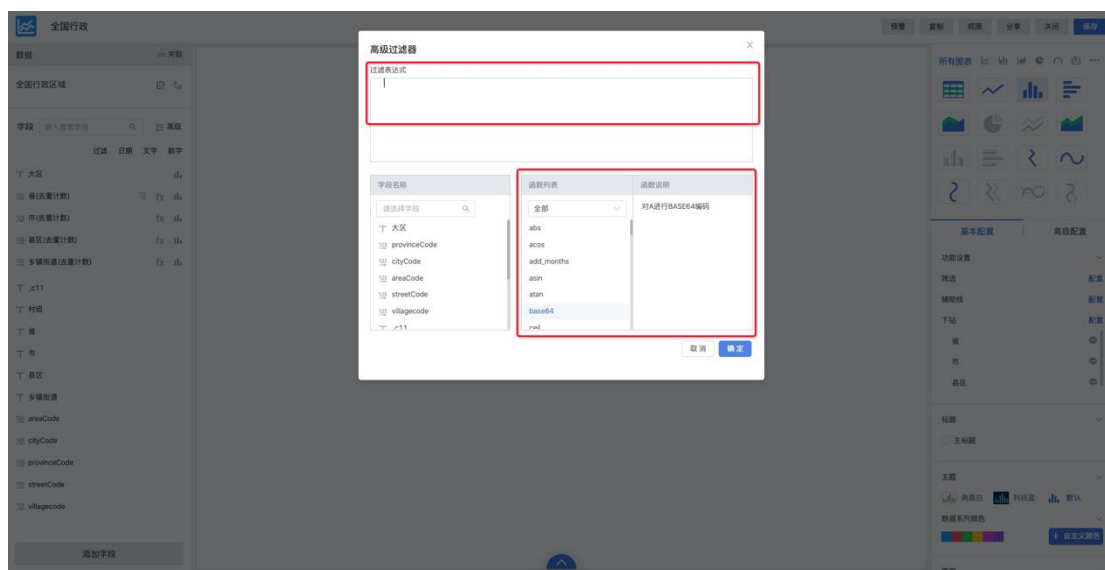 全国行政
预警 复制 权限 分享 关闭 保存
数据 关联
全国行政区域
字段 输入搜索字段 高级
过滤 日期 文字 数字
大区
省(去重计数)
市(去重计数)
县区(去重计数)
乡镇街道(去重计数)
_c11
村级
省
市
县区
乡镇街道
areaCode
cityCode
provinceCode
streetCode
villagecode
添加字段
高级过滤器
过滤表达式
字段名称
请选择字段
大区
provinceCode
cityCode
areaCode
streetCode
villagecode
_c11
函数列表
全部
abs
acos
add_months
asin
atan
base64
ceil
函数说明
对A进行BASE64编码
取消 确定
所有图表
基本配置 高级配置
功能设置
筛选 配置
辅助线 配置
下钻 配置
省
市
县区
标题
主标题
主题
科技蓝 默认
数据系列颜色
自定义颜色